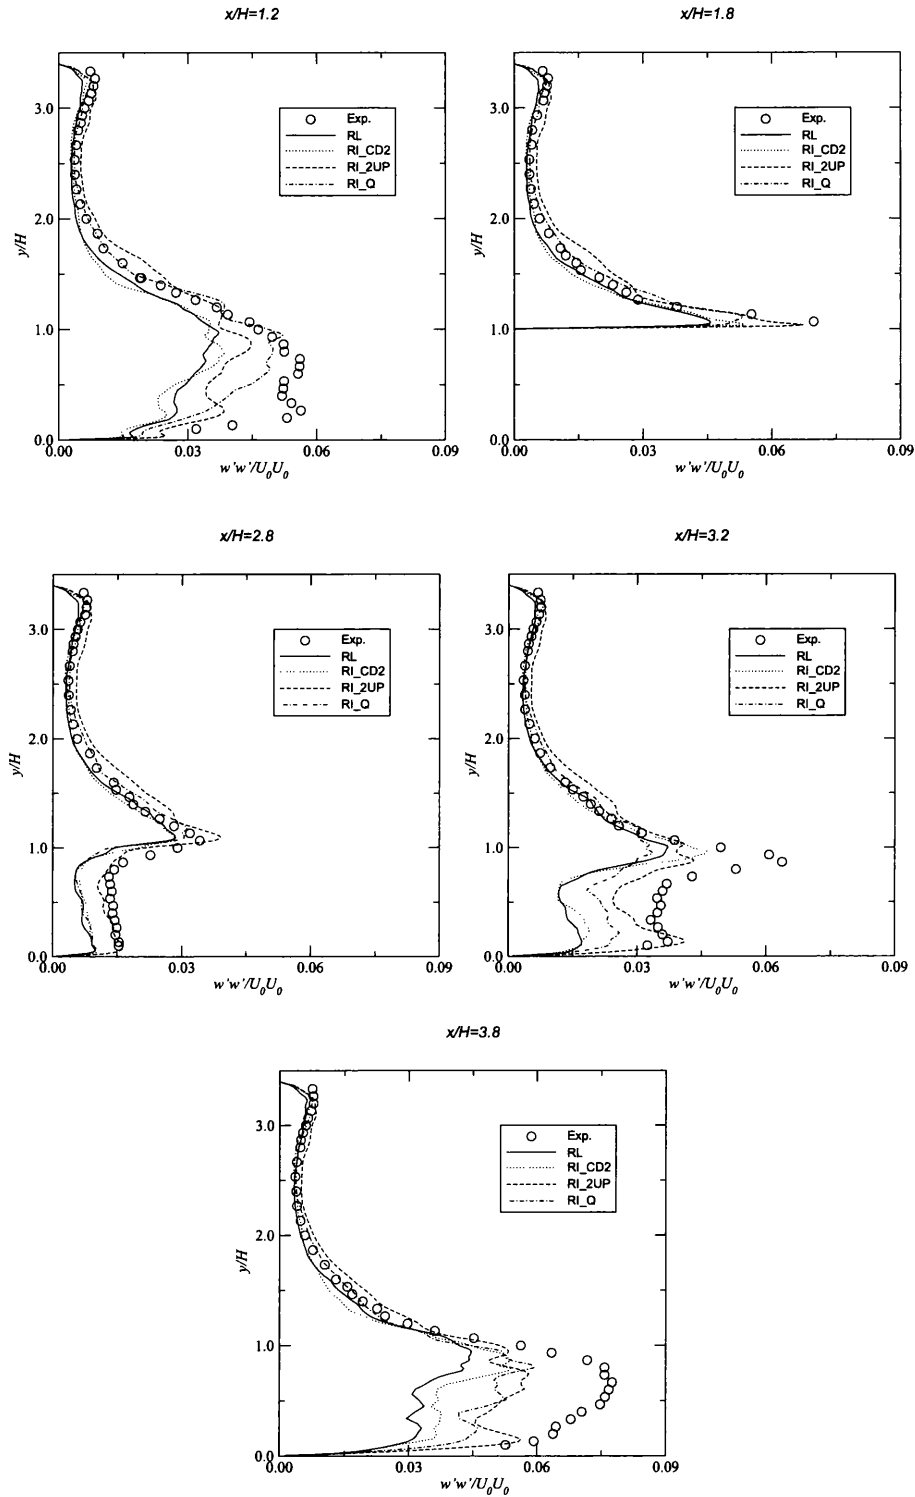 x/H=1.2
3.0
2.0
1.0
0.0
y/H
Exp.
RL
RI_CD2
RI_2UP
RI_Q
0.00
0.03
0.06
0.09
w'w'/U0U0
x/H=1.8
3.0
2.0
1.0
0.0
y/H
Exp.
RL
RI_CD2
RI_2UP
RI_Q
0.00
0.03
0.06
0.09
w'w'/U0U0
x/H=2.8
3.0
2.0
1.0
0.0
y/H
Exp.
RL
RI_CD2
RI_2UP
RI_Q
0.00
0.03
0.06
0.09
w'w'/U0U0
x/H=3.2
3.0
2.0
1.0
0.0
y/H
Exp.
RL
RI_CD2
RI_2UP
RI_Q
0.00
0.03
0.06
0.09
w'w'/U0U0
x/H=3.8
3.0
2.0
1.0
0.0
y/H
Exp.
RL
RI_CD2
RI_2UP
RI_Q
0.00
0.03
0.06
0.09
w'w'/U0U0